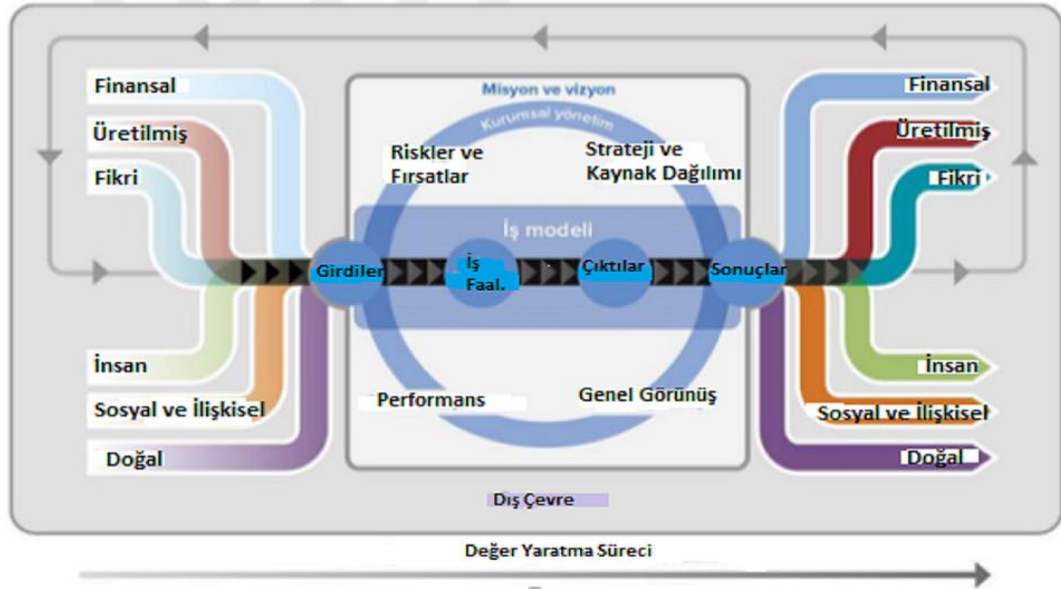 Finansal
Üretilmiş
Fikri
İnsan
Sosyal ve İlişkisel
Doğal
Misyon ve vizyon
Kurumsal yönetim
Riskler ve
Fırsatlar
Strateji ve
Kaynak Dağılımı
İş modeli
Girdiler
İş
Faal.
Çıktılar
Sonuçlar
Performans
Genel Görünüş
Finansal
Üretilmiş
Fikri
İnsan
Sosyal ve İlişkisel
Doğal
Dış Çevre
Değer Yaratma Süreci